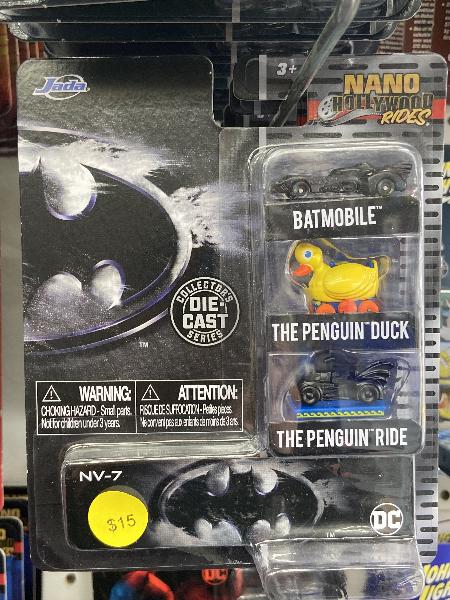 Jada
3+
NANO
HOLLYWOOD
RIDES
BATMOBILE™
COLLECTOR'S
DIE-
CAST
SERIES
THE PENGUIN™ DUCK
TM
WARNING:
CHOKING HAZARD - Small parts.
Not for children under 3 years.
ATTENTION:
RISQUE DE SUFFOCATION - Petites pièces.
Ne convient pas aux enfants de moins de 3 ans.
THE PENGUIN™ RIDE
NV-7
$15
TM
DC
DC